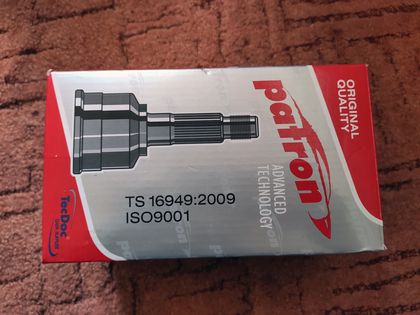 patron
ADVANCED
TECHNOLOGY
ORIGINAL
QUALITY
TS 16949:2009
ISO9001
TecDoc